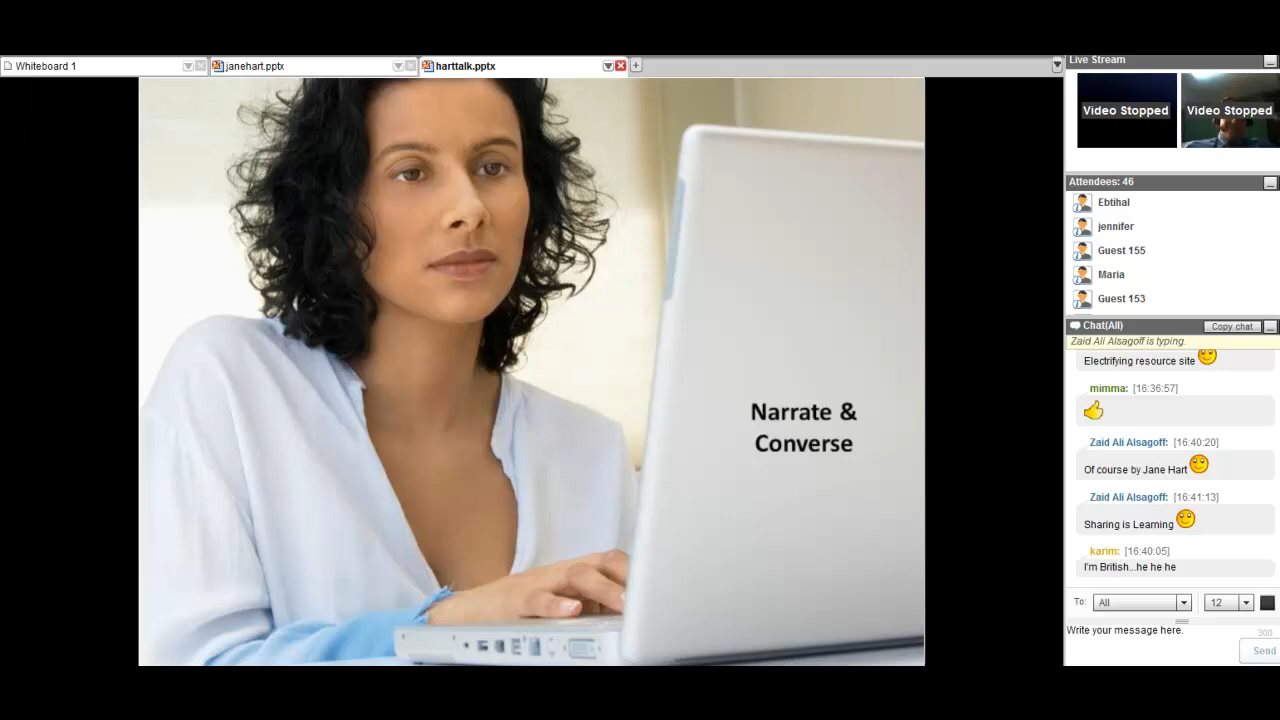 Whiteboard 1
janehart.pptx
harttalk.pptx
Narrate &
Converse
Live Stream
Video Stopped
Video Stopped
Attendees: 46
Ebtihal
jennifer
Guest 155
Maria
Guest 153
Chat(All)
Copy chat
Zaid Ali Alsagoff is typing.
Electrifying resource site
mimma: [16:36:57]
Zaid Ali Alsagoff: [16:40:20]
Of course by Jane Hart
Zaid Ali Alsagoff: [16:41:13]
Sharing is Learning
karim: [16:40:05]
I'm British...he he he
To: All 12
Write your message here.
300
Send